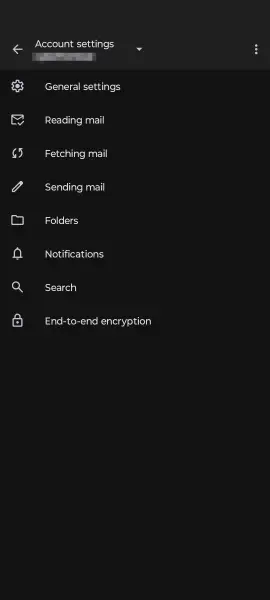 Account settings
General settings
Reading mail
Fetching mail
Sending mail
Folders
Notifications
Search
End-to-end encryption